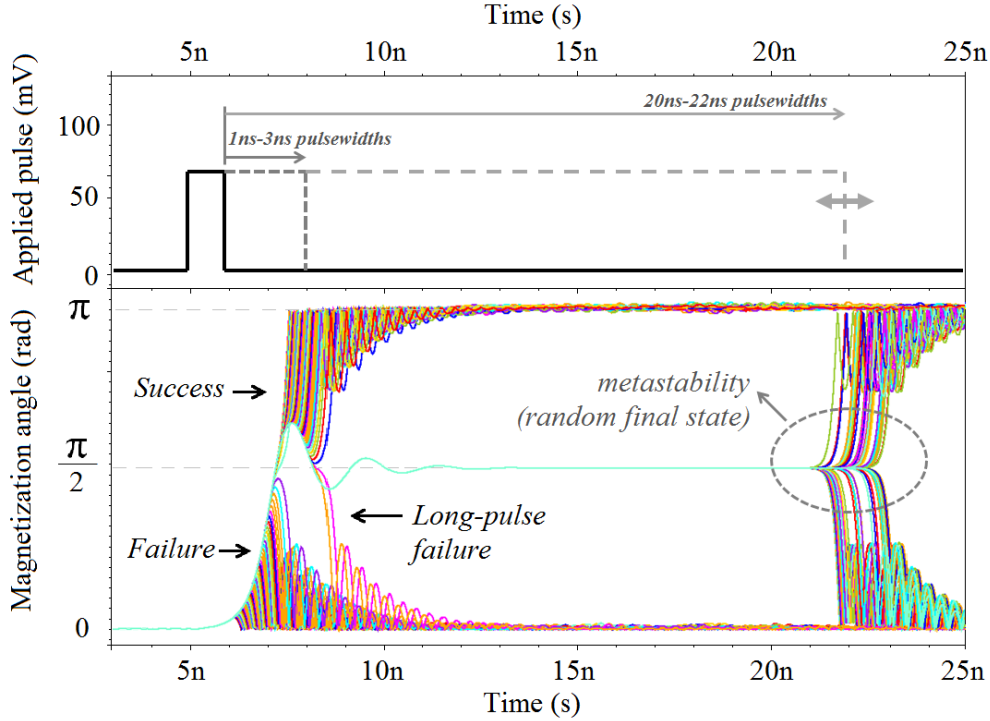 Time (s)
5n 10n 15n 20n 25n
Applied pulse (mV)
100
50
0
20ns-22ns pulsewidths
1ns-3ns pulsewidths
Magnetization angle (rad)
π
π
2
0
Success
Failure
Long-pulse
failure
metastability
(random final state)
5n 10n 15n 20n 25n
Time (s)